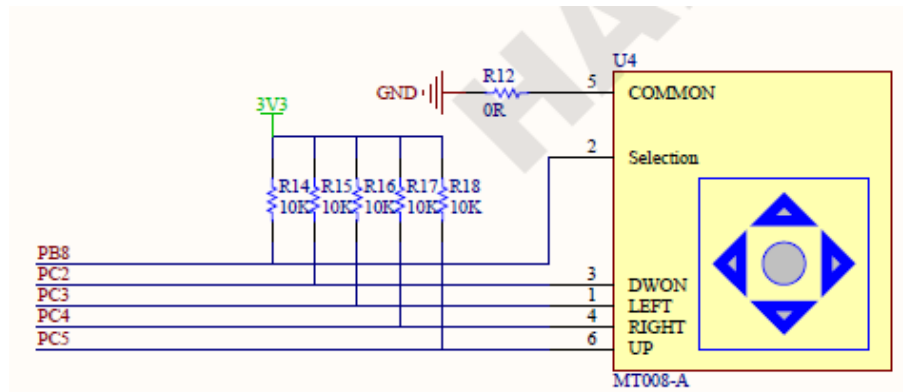 HA
U4
R12
5
GND
COMMON
0R
3V3
2
Selection
R14 R15 R16 R17 R18
10K 10K 10K 10K 10K
PB8
PC2
3
DWON
PC3
1
LEFT
PC4
4
RIGHT
PC5
6
UP
MT008-A